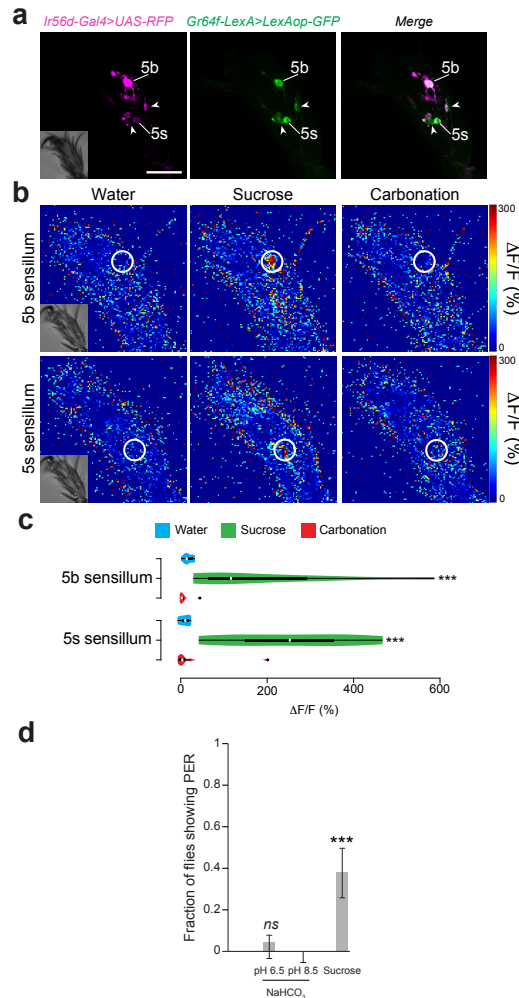 a
Ir56d-Gal4>UAS-RFP Gr64f-LexA>LexAop-GFP Merge
5b 5b 5b
5s 5s 5s
b
Water Sucrose Carbonation
5b sensillum
300
0
ΔF/F (%)
5s sensillum
300
0
ΔF/F (%)
c
Water Sucrose Carbonation
5b sensillum
***
5s sensillum
***
0 200 400 600
ΔF/F (%)
d
Fraction of flies showing PER
1
0.8
0.6
0.4
0.2
0
ns
***
pH 6.5 pH 8.5 Sucrose
NaHCO3